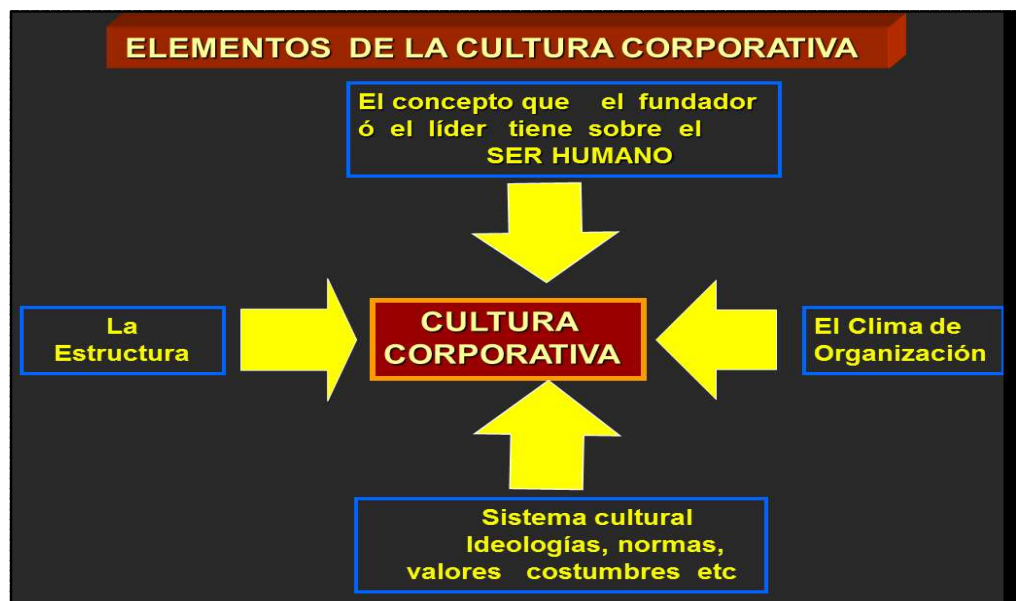 ELEMENTOS DE LA CULTURA CORPORATIVA
El concepto que el fundador
ó el líder tiene sobre el
SER HUMANO
La
Estructura
CULTURA
CORPORATIVA
El Clima de
Organización
Sistema cultural
Ideologías, normas,
valores costumbres etc